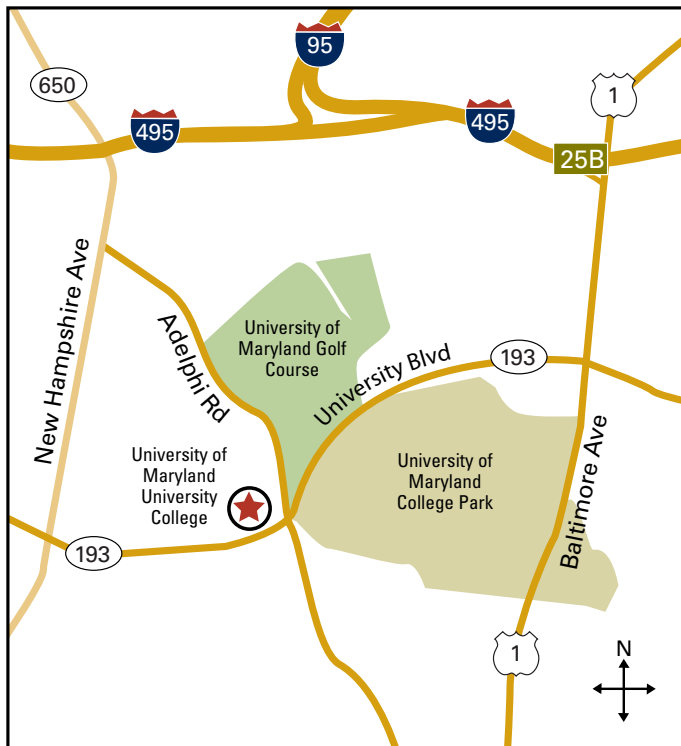 95
650
1
495
495
25B
New Hampshire Ave
Adelphi Rd
University of
Maryland Golf
Course
University Blvd
193
University of
Maryland
University
College
University of
Maryland
College Park
Baltimore Ave
193
1
N